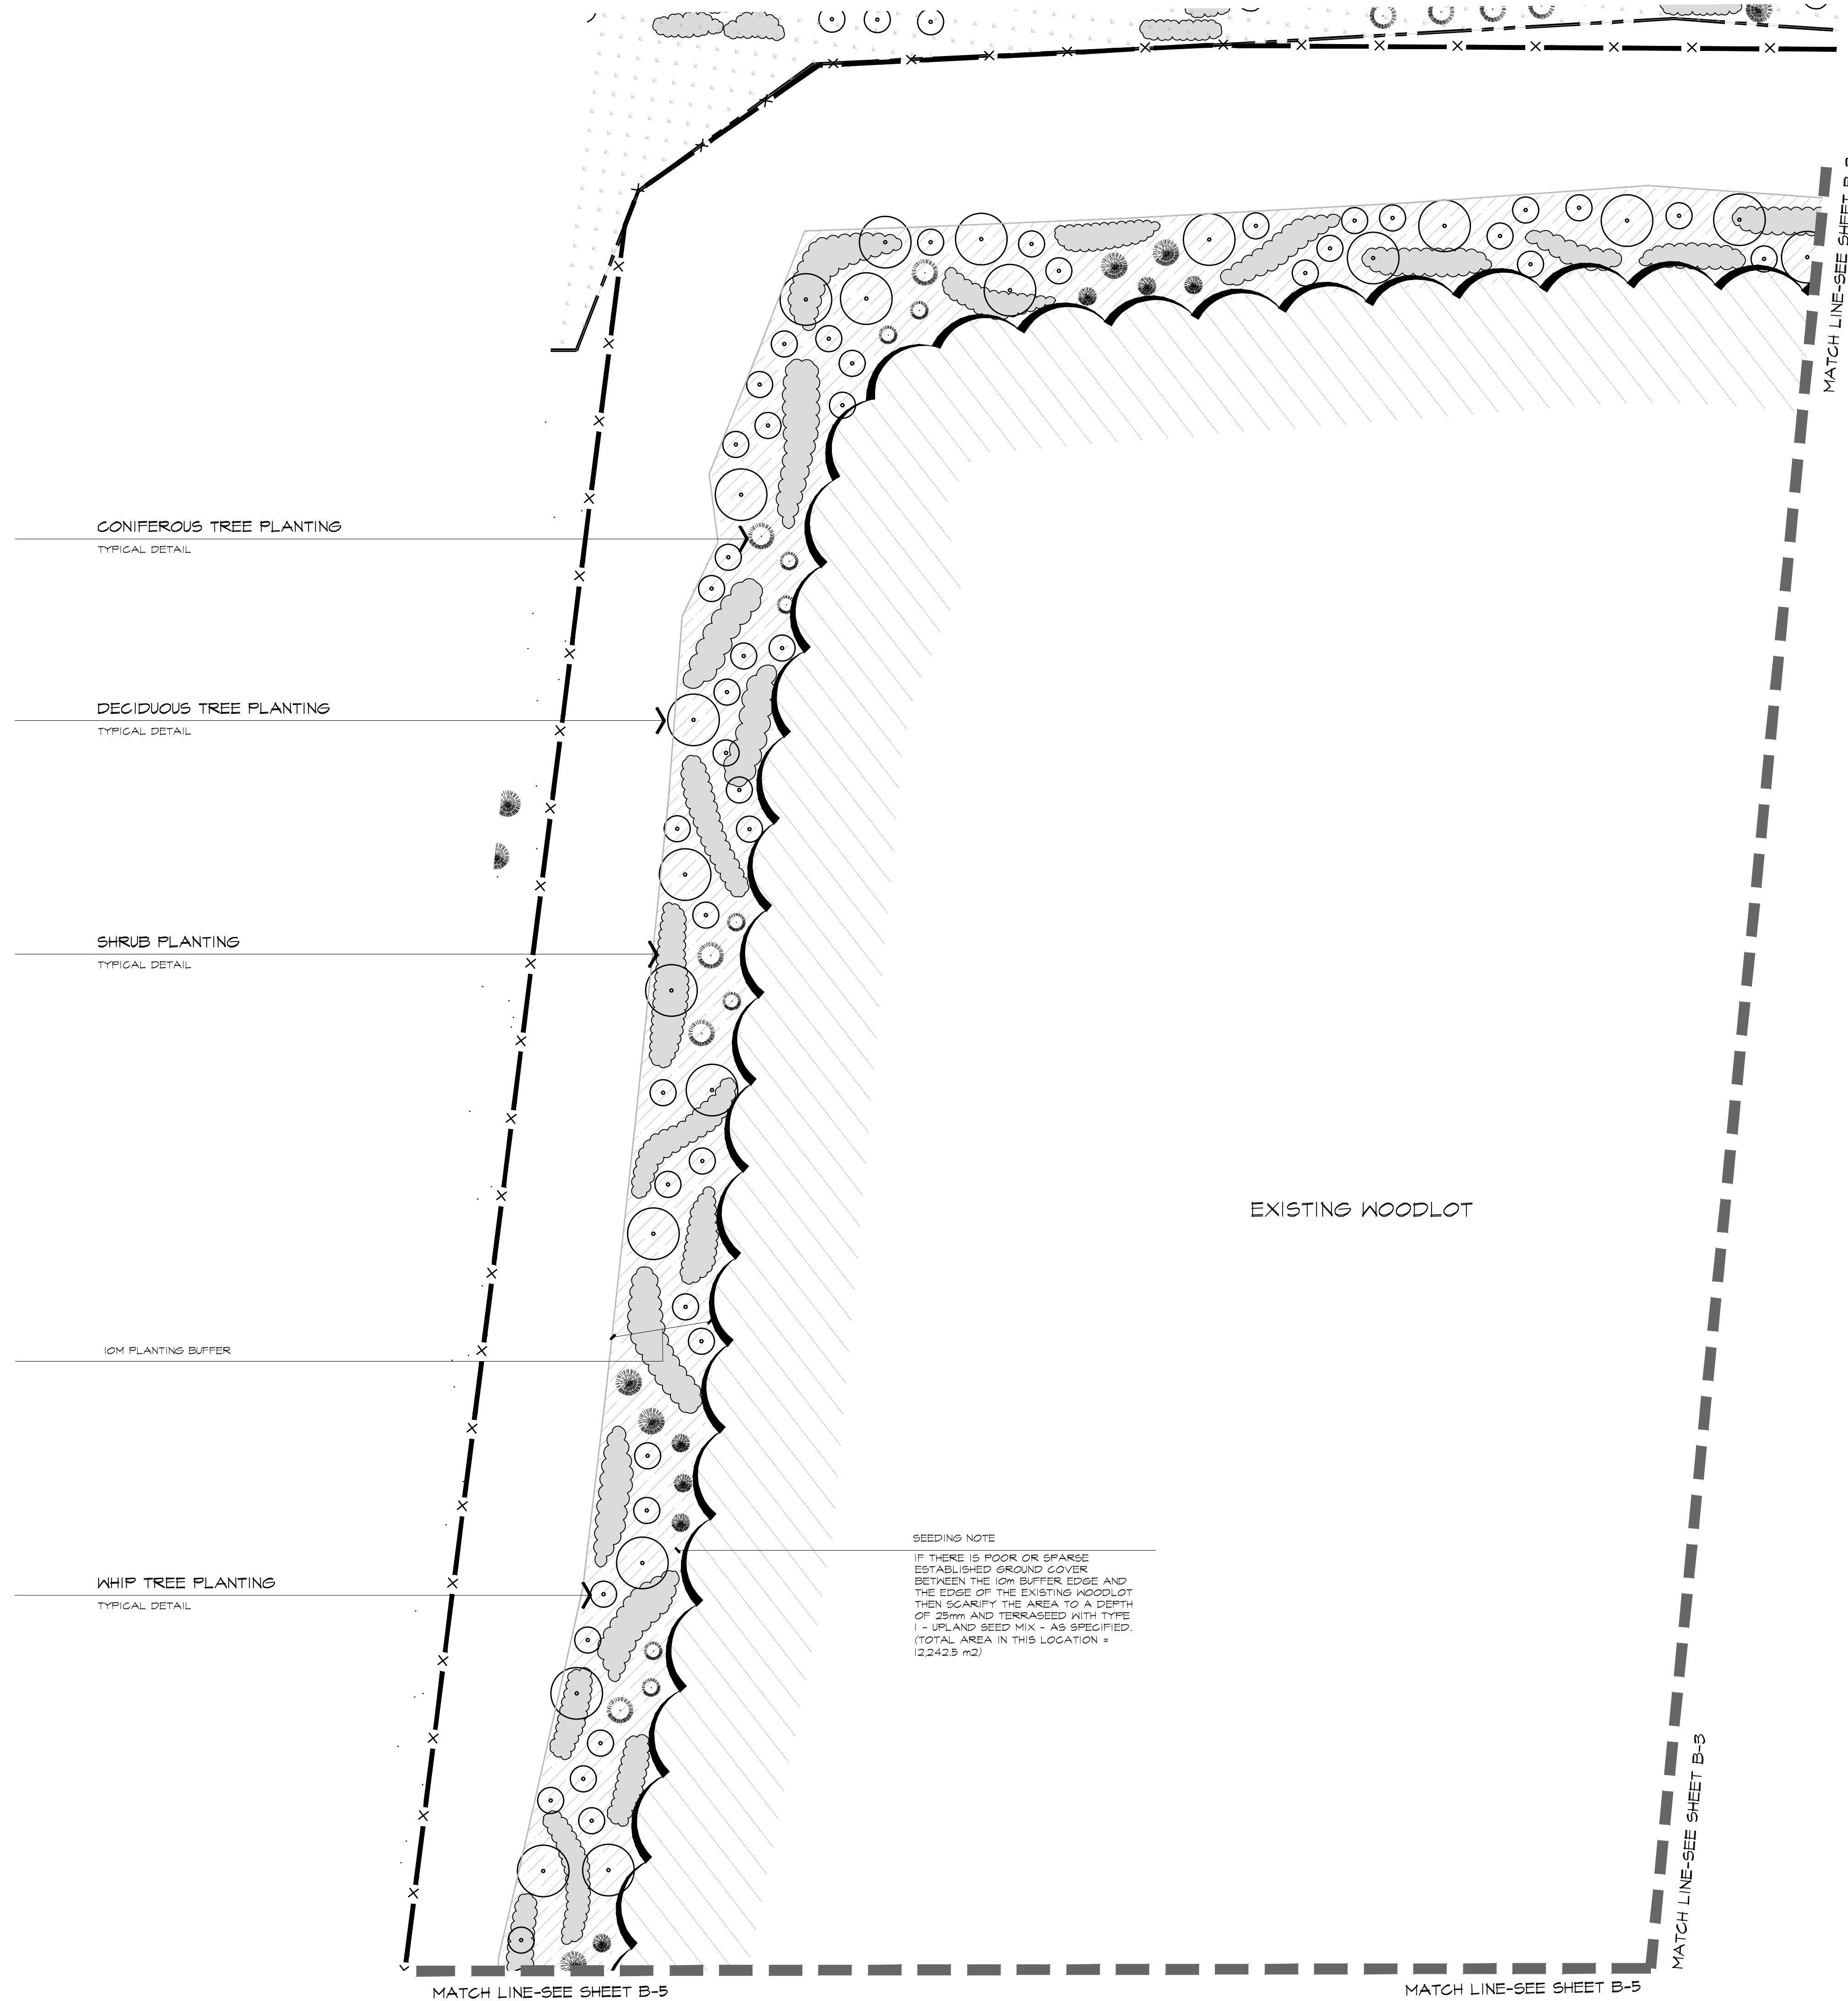 MATCH LINE-SEE SHEET B-
CONIFEROUS TREE PLANTING
TYPICAL DETAIL
DECIDUOUS TREE PLANTING
TYPICAL DETAIL
SHRUB PLANTING
TYPICAL DETAIL
EXISTING WOODLOT
10M PLANTING BUFFER
SEEDING NOTE
IF THERE IS POOR OR SPARSE
ESTABLISHED GROUND COVER
BETWEEN THE 10m BUFFER EDGE AND
THE EDGE OF THE EXISTING WOODLOT
THEN SCARIFY THE AREA TO A DEPTH
OF 25mm AND TERRASEED WITH TYPE
1 - UPLAND SEED MIX - AS SPECIFIED.
(TOTAL AREA IN THIS LOCATION =
12,242.5 m2)
WHIP TREE PLANTING
TYPICAL DETAIL
MATCH LINE-SEE SHEET B-3
MATCH LINE-SEE SHEET B-5
MATCH LINE-SEE SHEET B-5